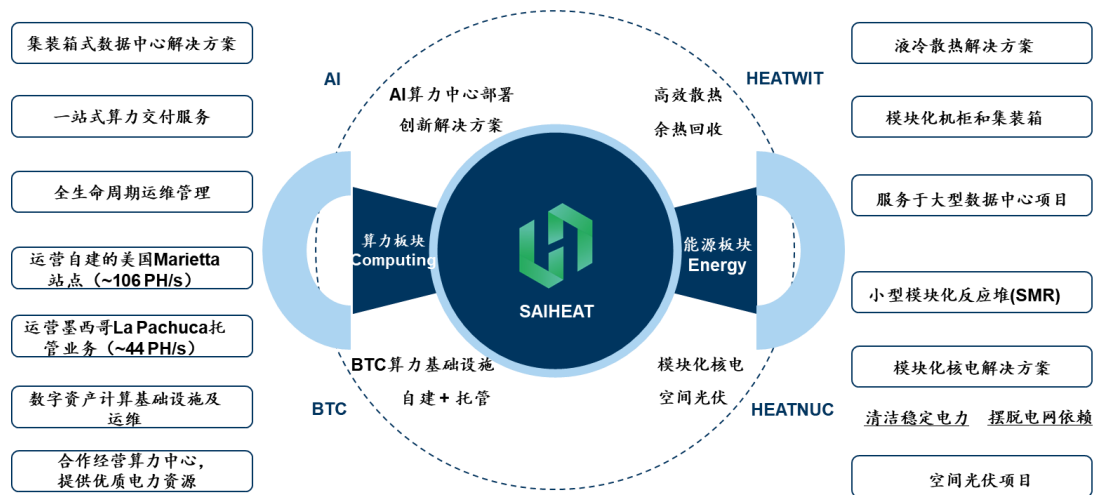 集装箱式数据中心解决方案
一站式算力交付服务
全生命周期运维管理
运营自建的美国Marietta
站点（~106 PH/s）
运营墨西哥La Pachuca托
管业务（~44 PH/s）
数字资产计算基础设施及
运维
合作经营算力中心，
提供优质电力资源
AI
AI算力中心部署
创新解决方案
算力板块
Computing
BTC算力基础设施
自建 + 托管
BTC
SAIHEAT
HEATWIT
高效散热
余热回收
能源板块
Energy
模块化核电
空间光伏
HEATNUC
液冷散热解决方案
模块化机柜和集装箱
服务于大型数据中心项目
小型模块化反应堆(SMR)
模块化核电解决方案
清洁稳定电力 摆脱电网依赖
空间光伏项目